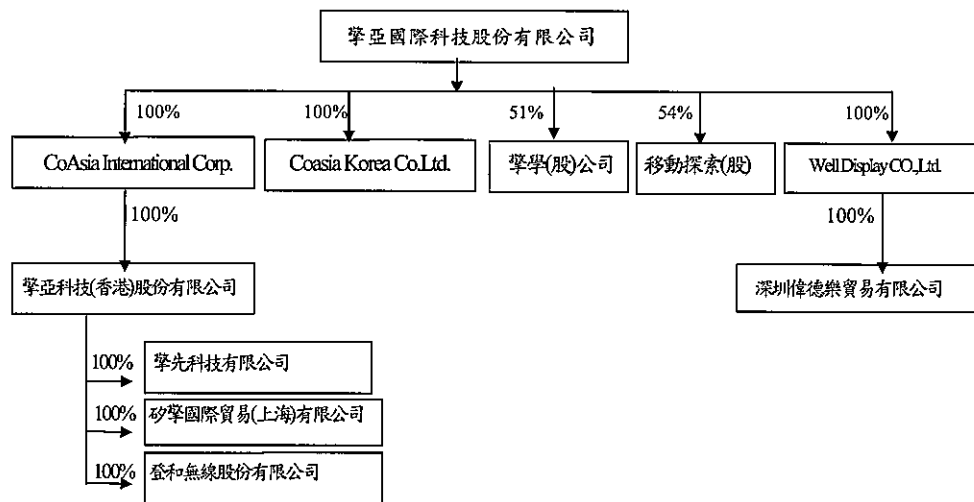 擎亞國際科技股份有限公司
100% 100% 51% 54% 100%
CoAsia International Corp. Coasia Korea Co.Ltd. 擎學(股)公司 移動探索(股) Well Display CO.,Ltd.
100% 100%
擎亞科技(香港)股份有限公司 深圳偉德樂貿易有限公司
100% 擎先科技有限公司
100% 矽擎國際貿易(上海)有限公司
100% 登和無線股份有限公司